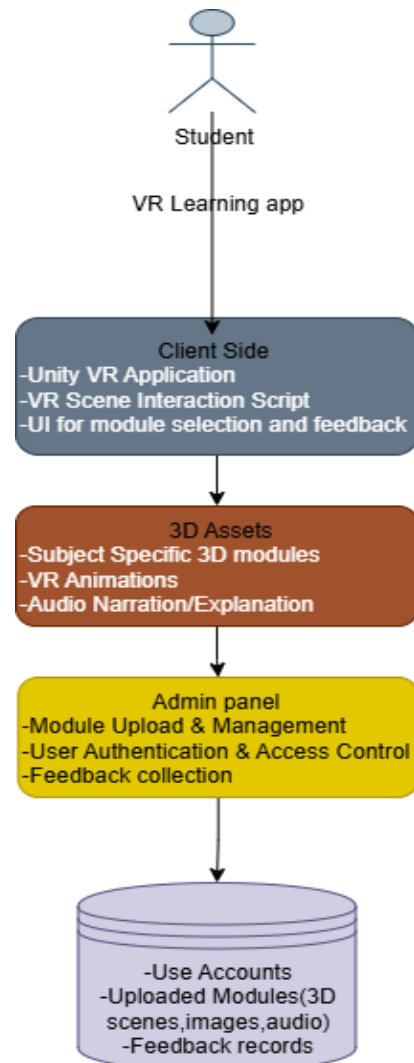 Student
VR Learning app
Client Side
-Unity VR Application
-VR Scene Interaction Script
-UI for module selection and feedback
3D Assets
-Subject Specific 3D modules
-VR Animations
-Audio Narration/Explanation
Admin panel
-Module Upload & Management
-User Authentication & Access Control
-Feedback collection
-Use Accounts
-Uploaded Modules(3D
scenes,images,audio)
-Feedback records